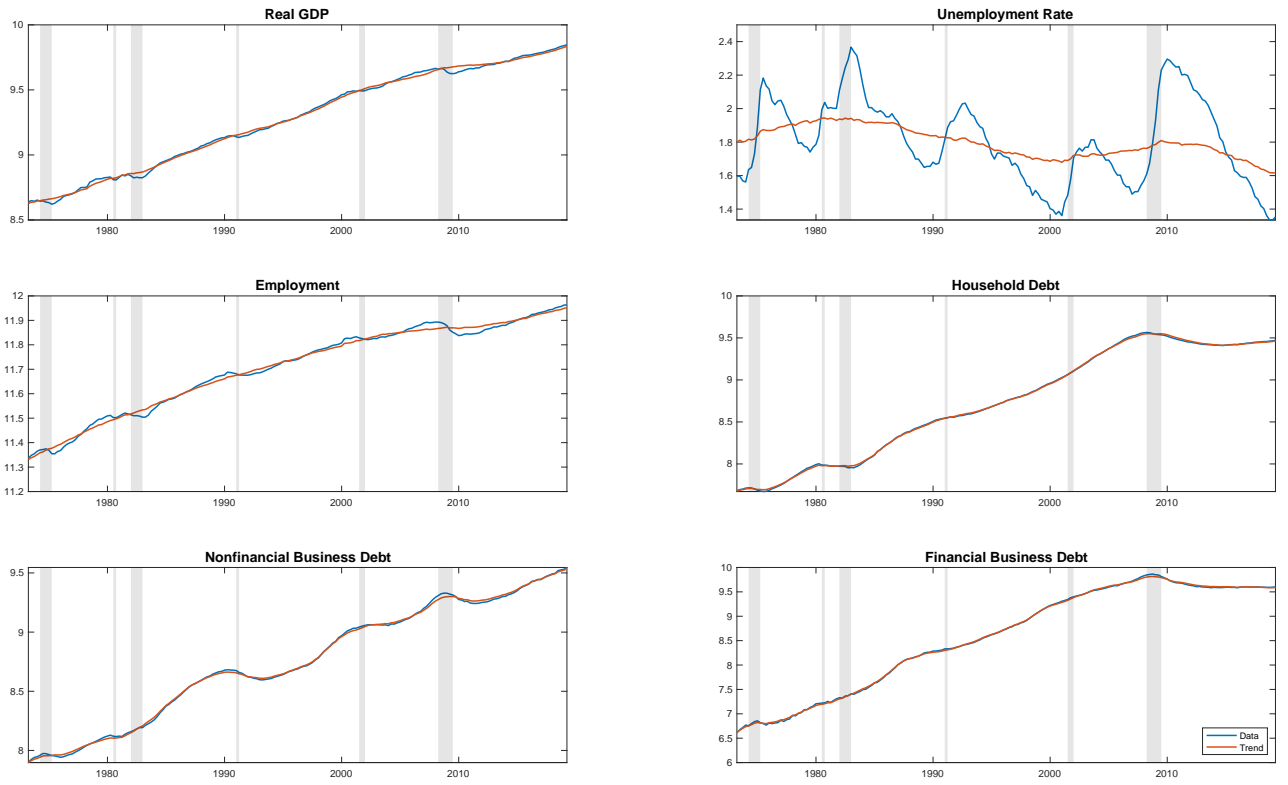 Real GDP
10
9.5
9
8.5
1980 1990 2000 2010
Unemployment Rate
2.4
2.2
2
1.8
1.6
1.4
1980 1990 2000 2010
Employment
12
11.9
11.8
11.7
11.6
11.5
11.4
11.3
11.2
1980 1990 2000 2010
Household Debt
10
9.5
9
8.5
8
1980 1990 2000 2010
Nonfinancial Business Debt
9.5
9
8.5
8
1980 1990 2000 2010
Financial Business Debt
10
9.5
9
8.5
8
7.5
7
6.5
6
1980 1990 2000 2010
Data
Trend